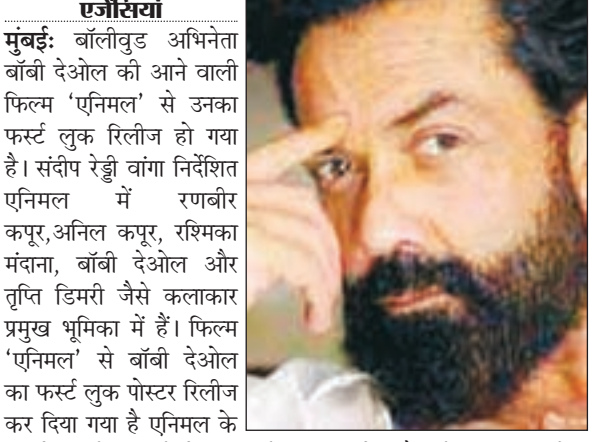 एजेंसियां
मुंबईः बॉलीवुड अभिनेता
बॉबी देओल की आने वाली
फिल्म ‘एनिमल’ से उनका
फर्स्ट लुक रिलीज हो गया
है। संदीप रेड्डी वांगा निर्देशित
एनिमल में रणबीर
कपूर,अनिल कपूर, रश्मिका
मंदाना, बॉबी देओल और
तृप्ति डिमरी जैसे कलाकार
प्रमुख भूमिका में हैं। फिल्म
‘एनिमल’ से बॉबी देओल
का फर्स्ट लुक पोस्टर रिलीज
कर दिया गया है एनिमल के